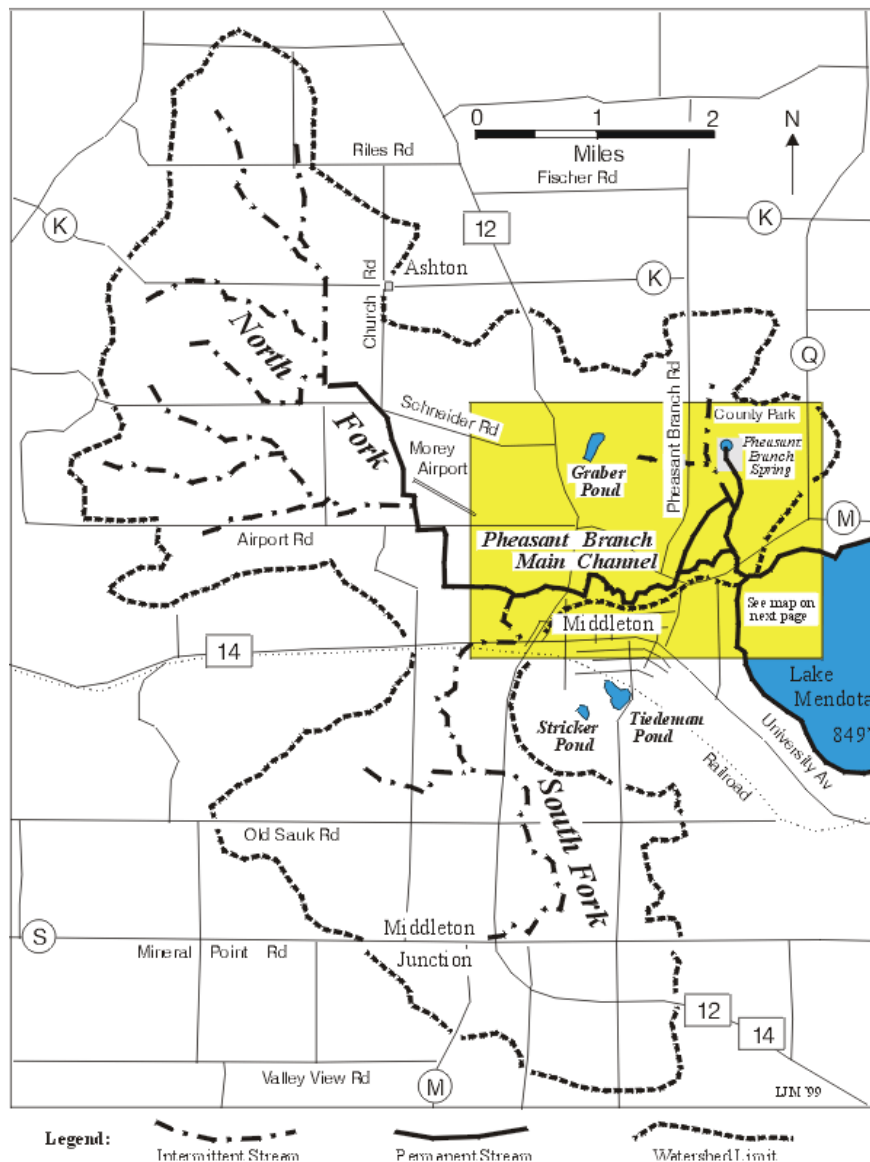 0 1 2
Miles
N
Riles Rd
Fischer Rd
K
K
12
Ashton
K
Church Rd
North
Fork
Q
Pheasant Branch Rd
Schneider Rd
County Park
Morey
Airport
Graber
Pond
Pheasant
Branch
Spring
M
Airport Rd
Pheasant Branch
Main Channel
See map on
next page
Middleton
14
Lake
Mendota
849'
Stricker
Pond
Tiedeman
Pond
University Av
Railroad
South Fork
Old Sauk Rd
S
Middleton
Junction
Mineral Point Rd
12
14
Valley View Rd
M
LJM '99
Legend:
Intermittent Stream
Permanent Stream
Watershed Limit